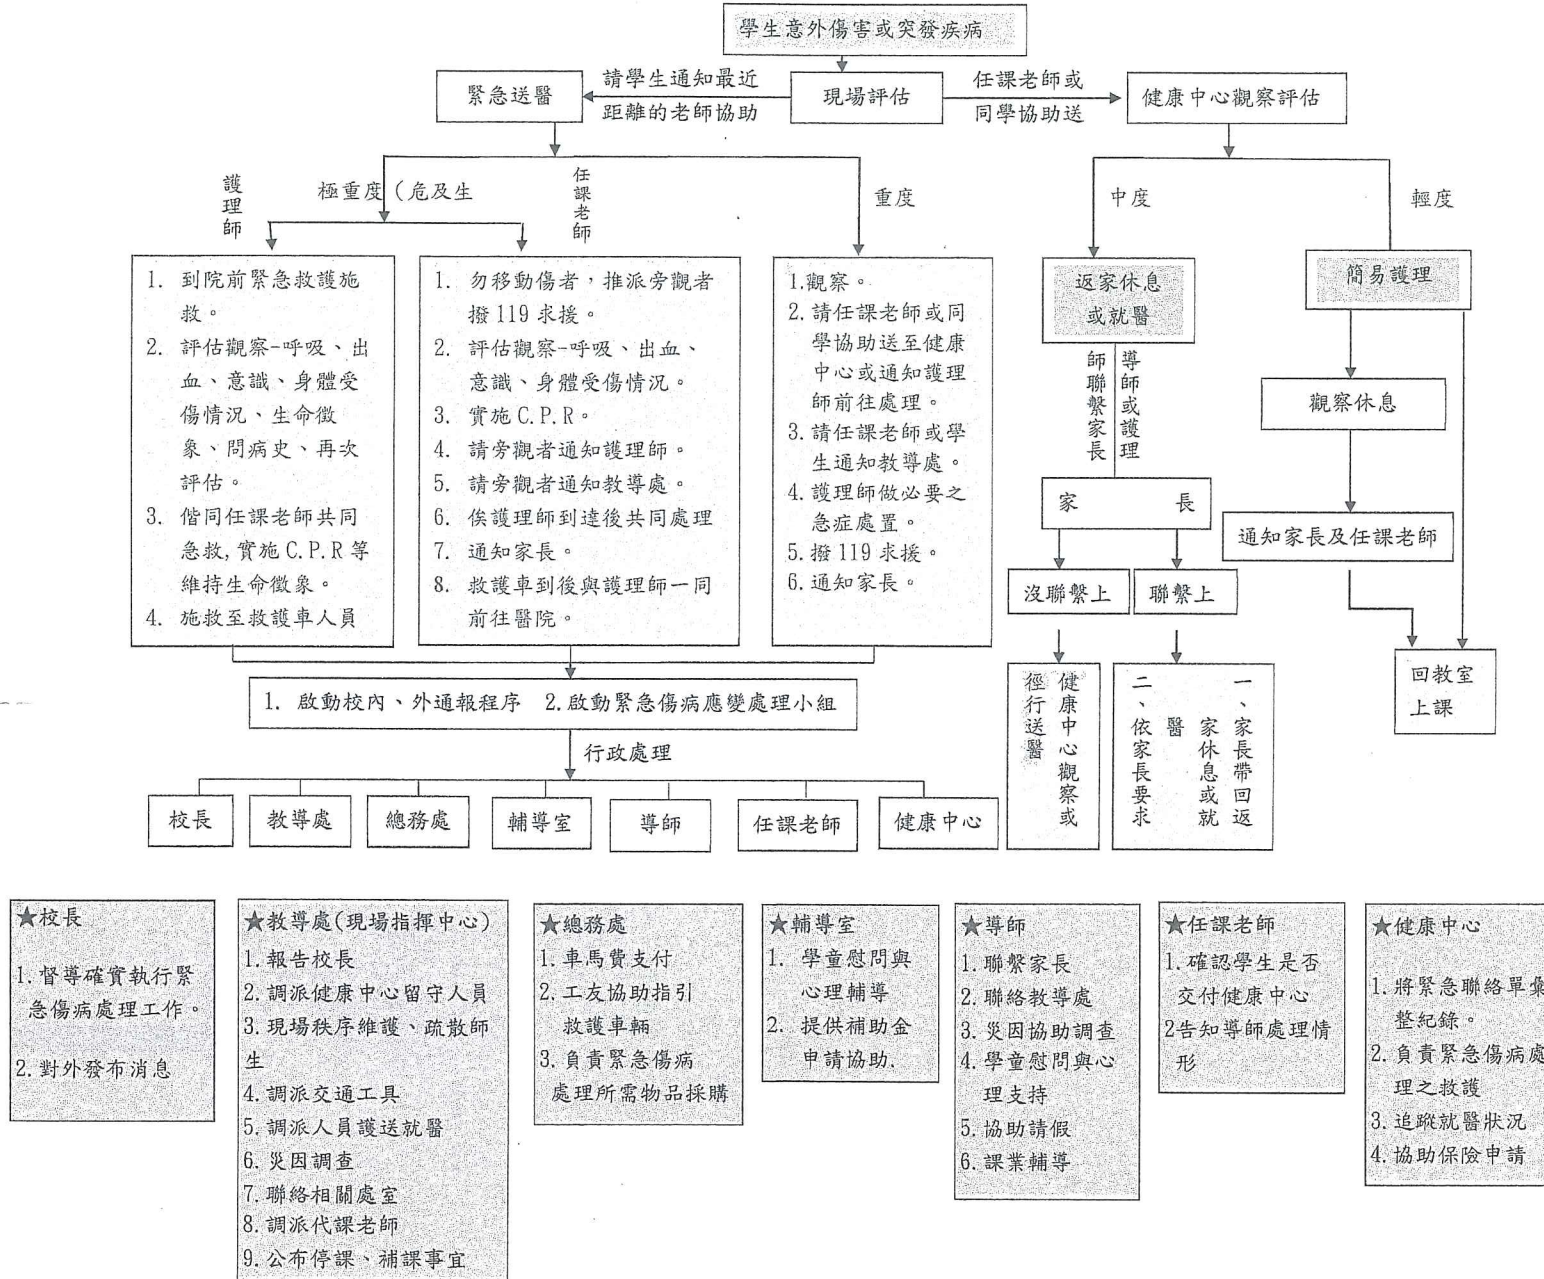 學生意外傷害或突發疾病
緊急送醫
請學生通知最近
距離的老師協助
現場評估
任課老師或
同學協助送
健康中心觀察評估
護理師
極重度（危及生
任課老師
重度
中度
輕度
1. 到院前緊急救護施
救。
2. 評估觀察-呼吸、出
血、意識、身體受
傷情況、生命徵
象、問病史、再次
評估。
3. 偕同任課老師共同
急救,實施C.P.R等
維持生命徵象。
4. 施救至救護車人員
1. 勿移動傷者，推派旁觀者
撥119求援。
2. 評估觀察-呼吸、出血、
意識、身體受傷情況。
3. 實施C.P.R。
4. 請旁觀者通知護理師。
5. 請旁觀者通知教導處。
6. 俟護理師到達後共同處理
7. 通知家長。
8. 救護車到後與護理師一同
前往醫院。
1.觀察。
2.請任課老師或同
學協助送至健康
中心或通知護理
師前往處理。
3.請任課老師或學
生通知教導處。
4.護理師做必要之
急症處置。
5.撥119求援。
6.通知家長。
返家休息
或就醫
導師或護理
師聯繫家長
家 長
沒聯繫上
聯繫上
健康中心觀察或
徑行送醫
一、家長帶回返
家休息或就
醫
二、依家長要求
簡易護理
觀察休息
通知家長及任課老師
回教室
上課
1. 啟動校內、外通報程序 2.啟動緊急傷病應變處理小組
行政處理
校長
教導處
總務處
輔導室
導師
任課老師
健康中心
★校長
1.督導確實執行緊
急傷病處理工作。
2.對外發布消息
★教導處(現場指揮中心)
1.報告校長
2.調派健康中心留守人員
3.現場秩序維護、疏散師
生
4.調派交通工具
5.調派人員護送就醫
6.災因調查
7.聯絡相關處室
8.調派代課老師
9.公布停課、補課事宜
★總務處
1.車馬費支付
2.工友協助指引
救護車輛
3.負責緊急傷病
處理所需物品採購
★輔導室
1. 學童慰問與
心理輔導
2. 提供補助金
申請協助.
★導師
1.聯繫家長
2.聯絡教導處
3.災因協助調查
4.學童慰問與心
理支持
5.協助請假
6.課業輔導
★任課老師
1.確認學生是否
交付健康中心
2告知導師處理情
形
★健康中心
1.將緊急聯絡單彙
整紀錄。
2.負責緊急傷病處
理之救護
3.追蹤就醫狀況
4.協助保險申請